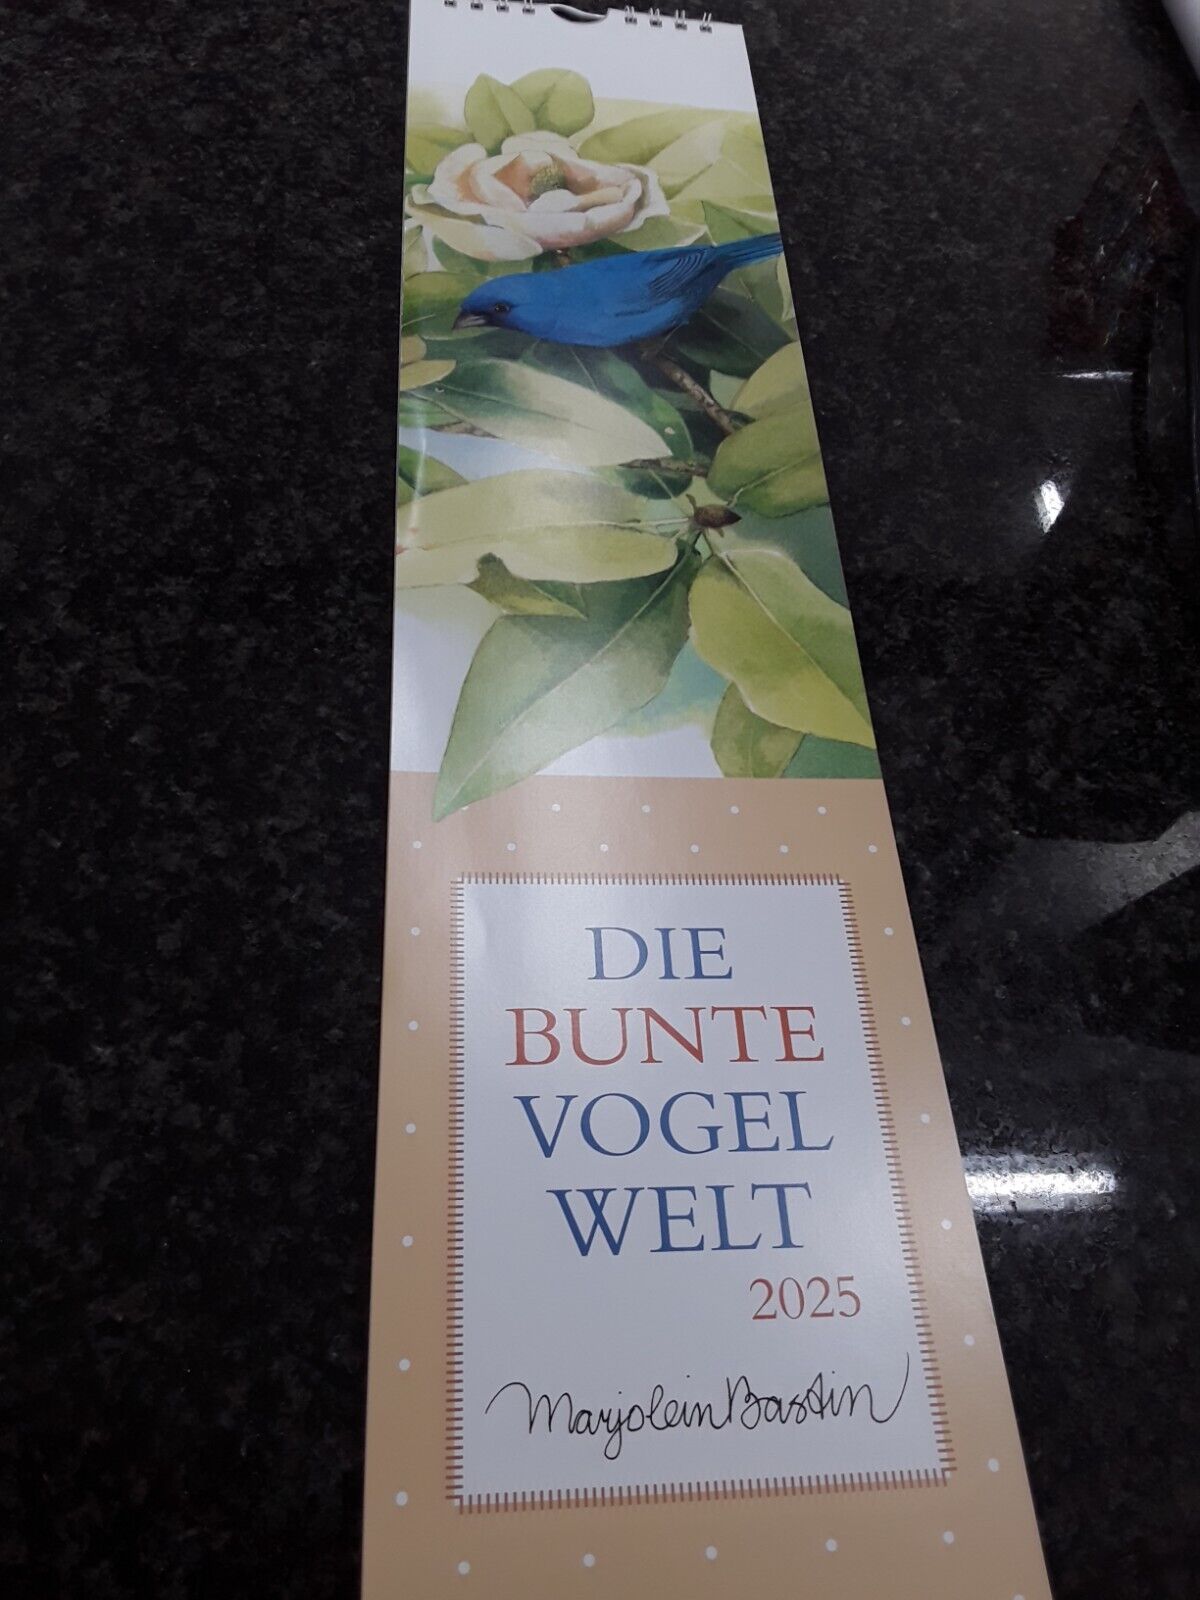 DIE
BUNTE
VOGEL
WELT
2025
Marjolein Bastin